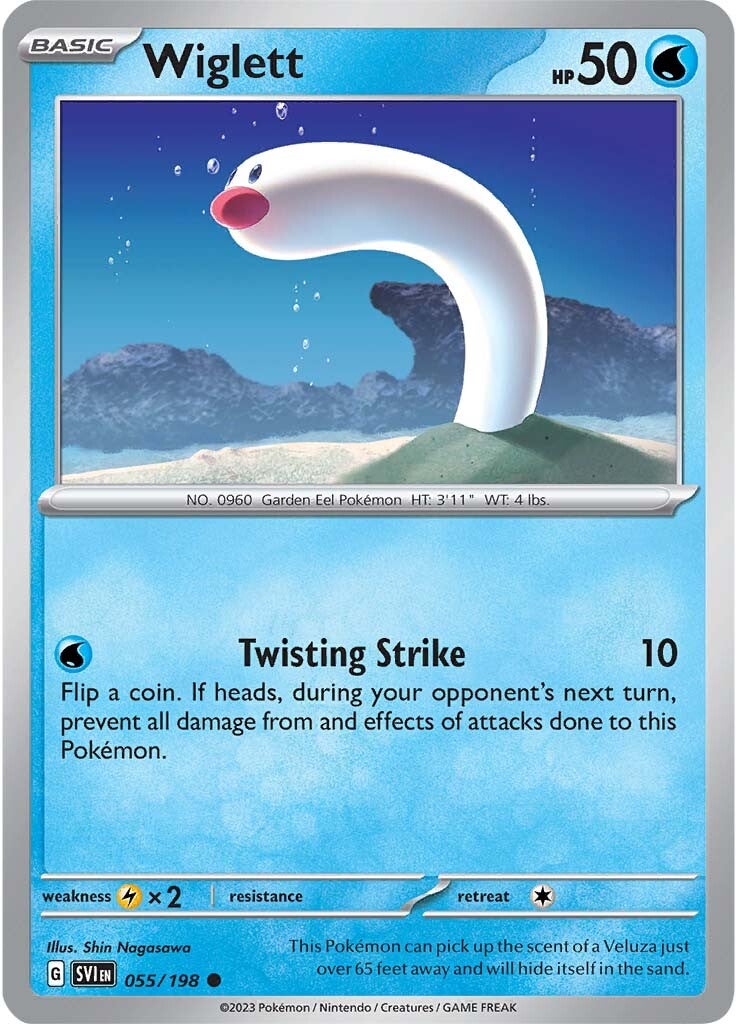 BASIC
Wiglett
HP 50
NO. 0960 Garden Eel Pokémon HT: 3'11" WT: 4 lbs.
Twisting Strike 10
Flip a coin. If heads, during your opponent's next turn,
prevent all damage from and effects of attacks done to this
Pokémon.
weakness ×2 resistance retreat
Illus. Shin Nagasawa
This Pokémon can pick up the scent of a Veluza just
over 65 feet away and will hide itself in the sand.
G SVI EN 055/198
©2023 Pokémon / Nintendo / Creatures / GAME FREAK